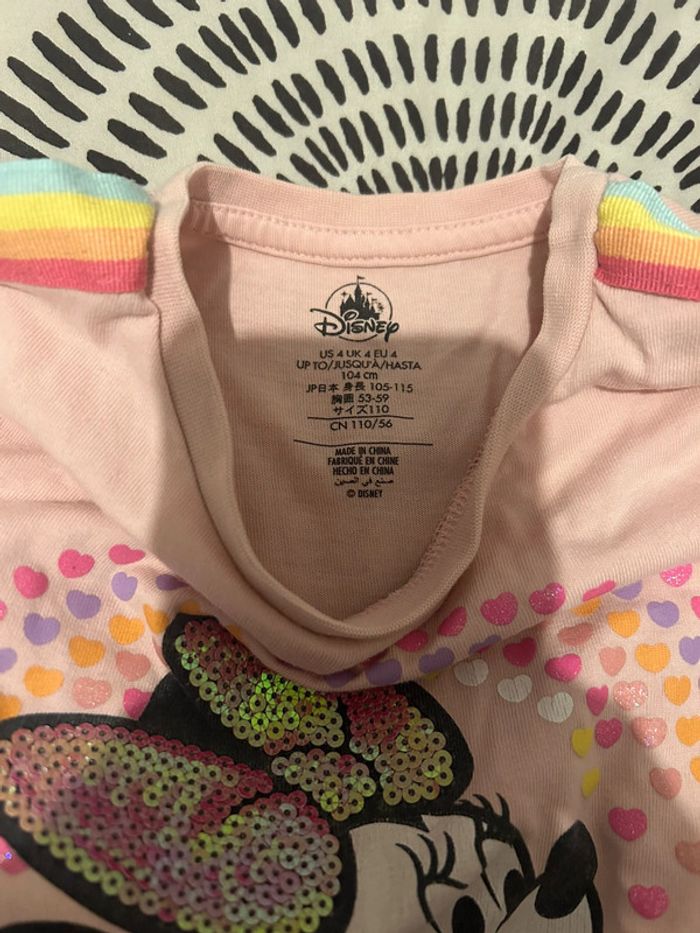 Disney
US 4 UK 4 EU 4
UP TO/JUSQU'À/HASTA
104 cm
JP日本 身長 105-115
胸囲 53-59
サイズ110
CN 110/56
MADE IN CHINA
FABRIQUÉ EN CHINE
HECHO EN CHINA
صنع في الصين
© DISNEY